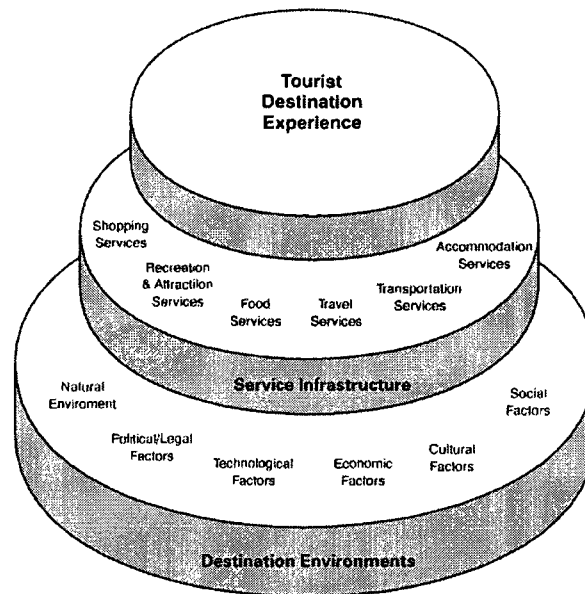 Tourist
Destination
Experience
Shopping
Services
Recreation
& Attraction
Services
Food
Services
Travel
Services
Transportation
Services
Accommodation
Services
Service Infrastructure
Natural
Enviroment
Political/Legal
Factors
Technological
Factors
Economic
Factors
Cultural
Factors
Social
Factors
Destination Environments